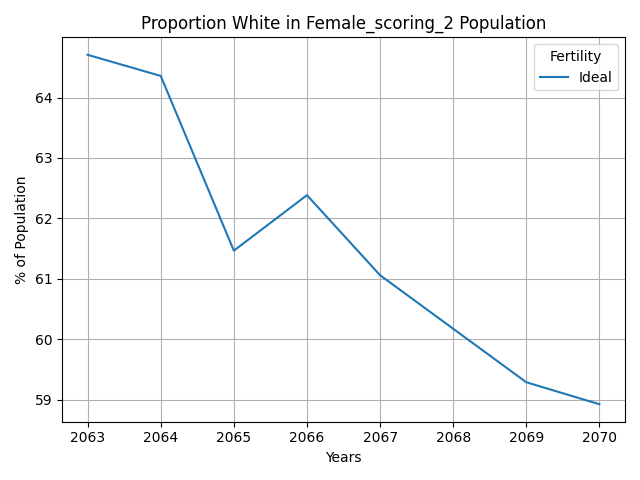 Proportion White in Female_scoring_2 Population
Fertility
Ideal
% of Population
64
63
62
61
60
59
2063 2064 2065 2066 2067 2068 2069 2070
Years